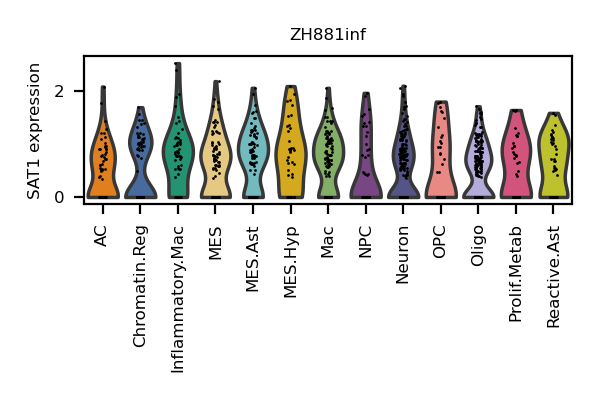 ZH881inf
SAT1 expression
2
0
AC
Chromatin.Reg
Inflammatory.Mac
MES
MES.Ast
MES.Hyp
Mac
NPC
Neuron
OPC
Oligo
Prolif.Metab
Reactive.Ast